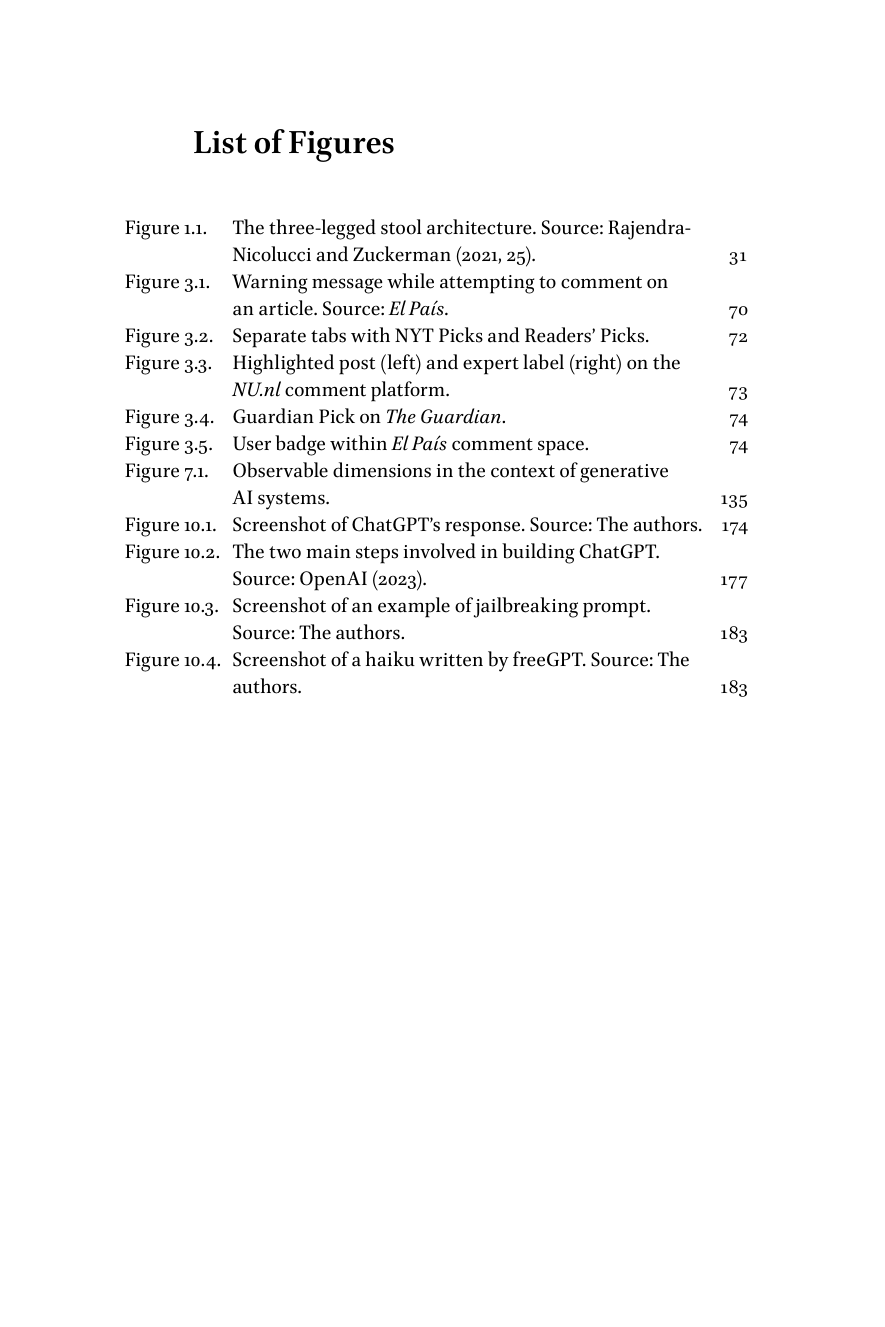 List of Figures
Figure 1.1. The three-legged stool architecture. Source: Rajendra-
Nicolucci and Zuckerman (2021, 25). 31
Figure 3.1. Warning message while attempting to comment on
an article. Source: El País. 70
Figure 3.2. Separate tabs with NYT Picks and Readers’ Picks. 72
Figure 3.3. Highlighted post (left) and expert label (right) on the
NU.nl comment platform. 73
Figure 3.4. Guardian Pick on The Guardian. 74
Figure 3.5. User badge within El País comment space. 74
Figure 7.1. Observable dimensions in the context of generative
AI systems. 135
Figure 10.1. Screenshot of ChatGPT’s response. Source: The authors. 174
Figure 10.2. The two main steps involved in building ChatGPT.
Source: OpenAI (2023). 177
Figure 10.3. Screenshot of an example of jailbreaking prompt.
Source: The authors. 183
Figure 10.4. Screenshot of a haiku written by freeGPT. Source: The
authors. 183